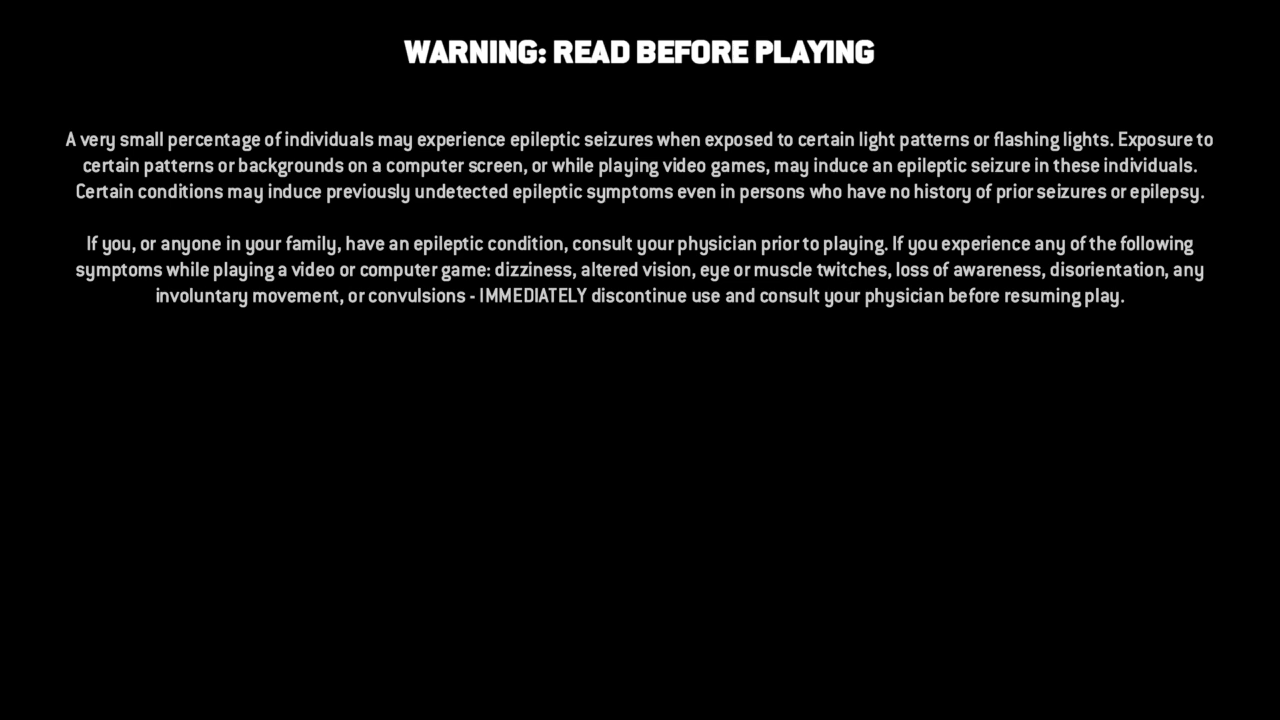 WARNING: READ BEFORE PLAYING
A very small percentage of individuals may experience epileptic seizures when exposed to certain light patterns or flashing lights. Exposure to
certain patterns or backgrounds on a computer screen, or while playing video games, may induce an epileptic seizure in these individuals.
Certain conditions may induce previously undetected epileptic symptoms even in persons who have no history of prior seizures or epilepsy.
If you, or anyone in your family, have an epileptic condition, consult your physician prior to playing. If you experience any of the following
symptoms while playing a video or computer game: dizziness, altered vision, eye or muscle twitches, loss of awareness, disorientation, any
involuntary movement, or convulsions - IMMEDIATELY discontinue use and consult your physician before resuming play.